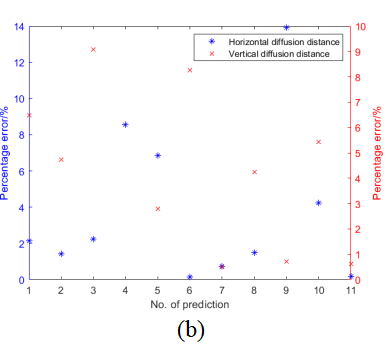 14
12
10
8
6
4
2
0
Percentage error/%
Horizontal diffusion distance
Vertical diffusion distance
10
9
8
7
6
5
4
3
2
1
0
Percentage error/%
1 2 3 4 5 6 7 8 9 10 11
No. of prediction
(b)